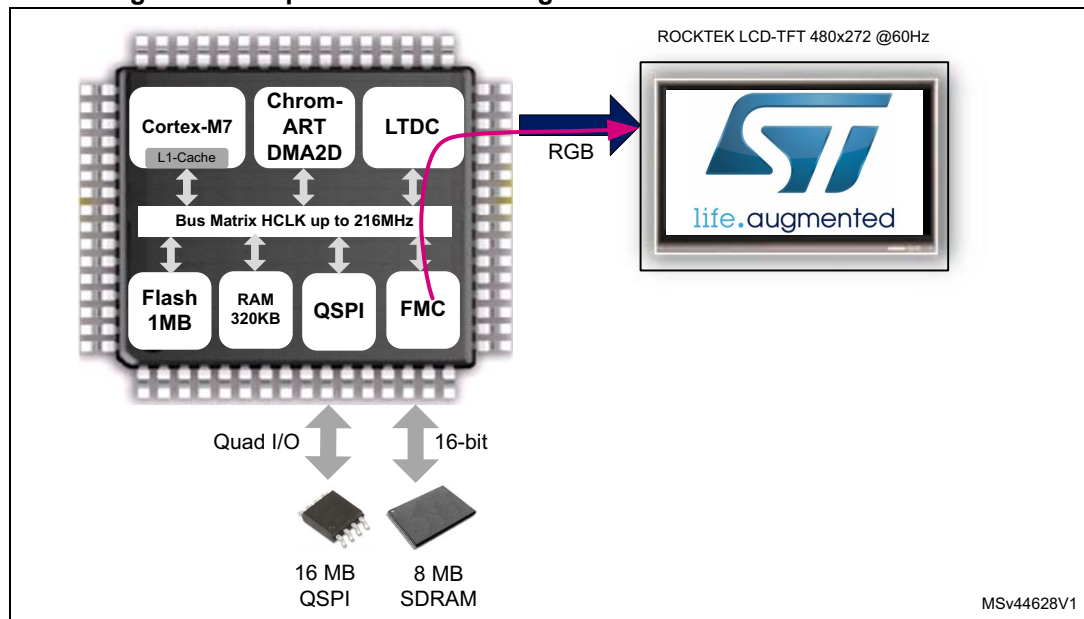 ROCKTEK LCD-TFT 480x272 @60Hz
Cortex-M7
L1-Cache
Chrom-
ART
DMA2D
LTDC
RGB
Bus Matrix HCLK up to 216MHz
life.augmented
Flash
1MB
RAM
320KB
QSPI
FMC
Quad I/O
16-bit
16 MB
QSPI
8 MB
SDRAM
MSv44628V1